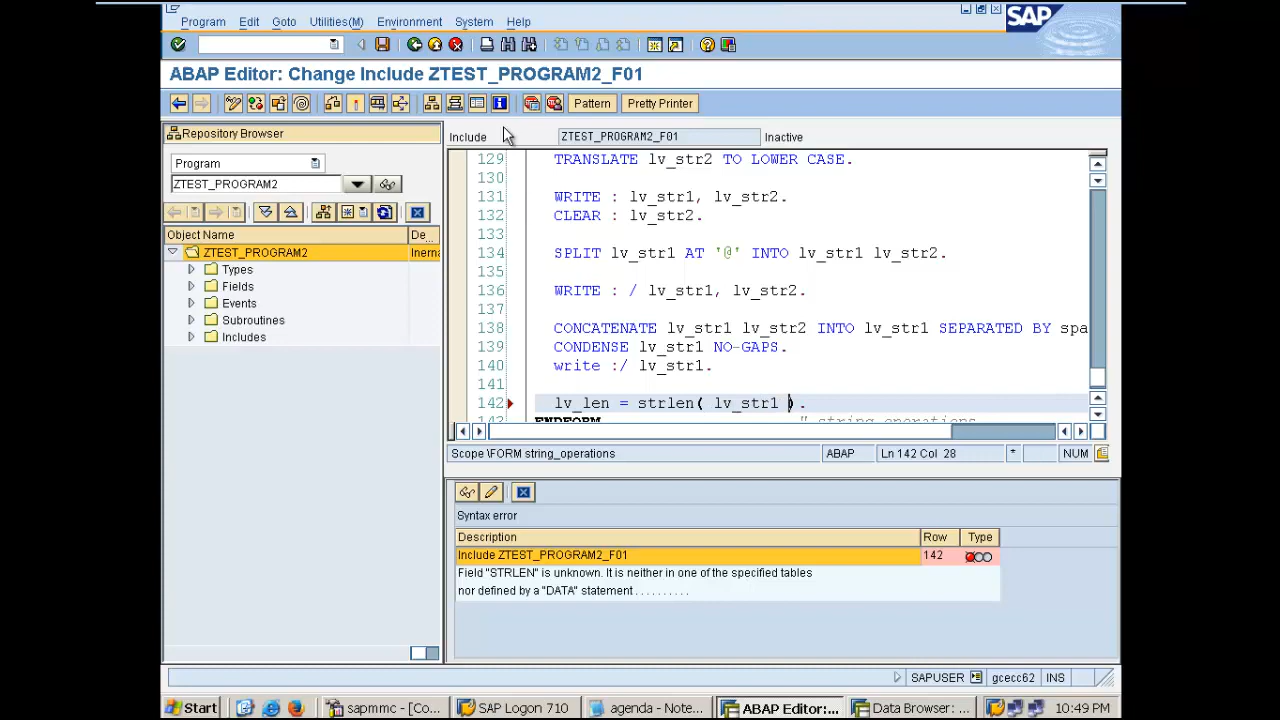 Program Edit Goto Utilities(M) Environment System Help
SAP
ABAP Editor: Change Include ZTEST_PROGRAM2_F01
Pattern Pretty Printer
Repository Browser
Include ZTEST_PROGRAM2_F01 Inactive
Program
ZTEST_PROGRAM2
Object Name De...
ZTEST_PROGRAM2 Inerna
Types
Fields
Events
Subroutines
Includes
129 TRANSLATE lv_str2 TO LOWER CASE.
130
131 WRITE : lv_str1, lv_str2.
132 CLEAR : lv_str2.
133
134 SPLIT lv_str1 AT '@' INTO lv_str1 lv_str2.
135
136 WRITE : / lv_str1, lv_str2.
137
138 CONCATENATE lv_str1 lv_str2 INTO lv_str1 SEPARATED BY spa
139 CONDENSE lv_str1 NO-GAPS.
140 write :/ lv_str1.
141
142 lv_len = strlen( lv_str1 ).
143 ENDFORM " string_operations
Scope \FORM string_operations ABAP Ln 142 Col 28 * NUM
Syntax error
Description Row Type
Include ZTEST_PROGRAM2_F01 142
Field "STRLEN" is unknown. It is neither in one of the specified tables
nor defined by a "DATA" statement . . . . . . . . . .
SAPUSER gcecc62 INS
Start sapmmc - [Co... SAP Logon 710 agenda - Note... ABAP Editor:... Data Browser: ... 10:49 PM